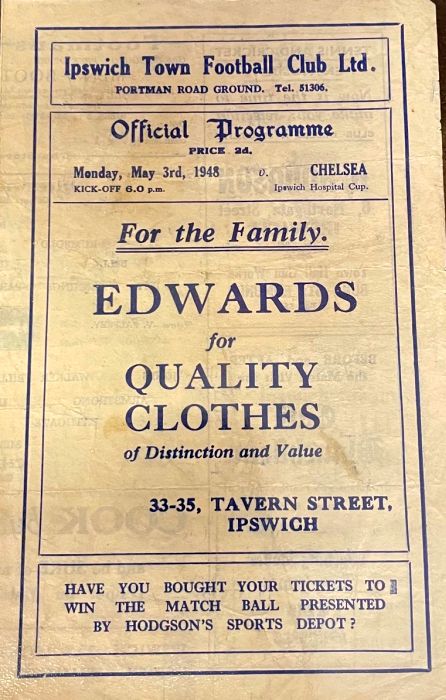 Ipswich Town Football Club Ltd.
PORTMAN ROAD GROUND. Tel. 51306.
Official Programme
PRICE 2d.
Monday, May 3rd, 1948 v. CHELSEA
KICK-OFF 6.0 p.m. Ipswich Hospital Cup.
For the Family.
EDWARDS
for
QUALITY
CLOTHES
of Distinction and Value
33-35, TAVERN STREET,
IPSWICH
HAVE YOU BOUGHT YOUR TICKETS TO
WIN THE MATCH BALL PRESENTED
BY HODGSON'S SPORTS DEPOT?